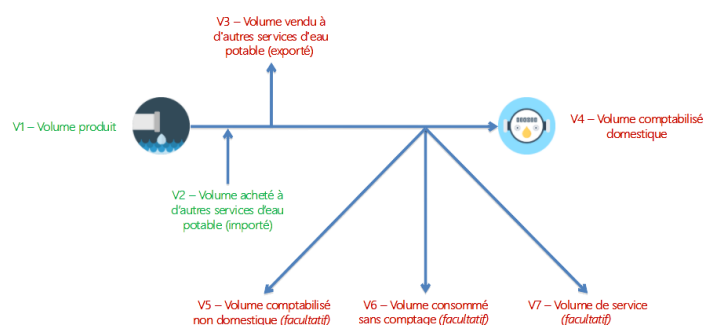 V3 – Volume vendu à
d'autres services d'eau
potable (exporté)
V1 – Volume produit
V4 – Volume comptabilisé
domestique
V2 – Volume acheté à
d'autres services d'eau
potable (importé)
V5 – Volume comptabilisé
non domestique (facultatif)
V6 – Volume consommé
sans comptage (facultatif)
V7 – Volume de service
(facultatif)